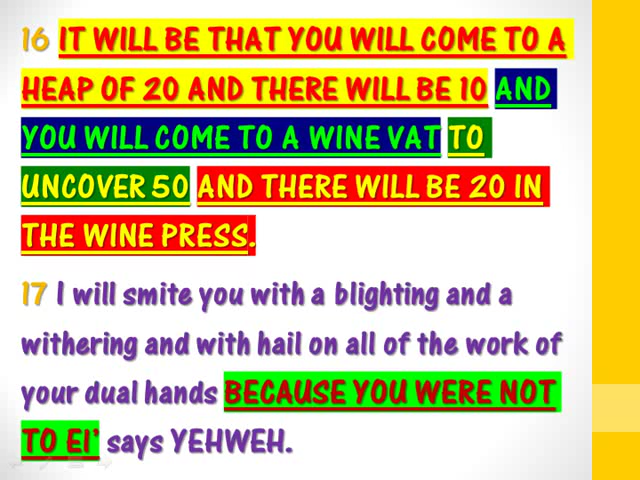 16 IT WILL BE THAT YOU WILL COME TO A
HEAP OF 20 AND THERE WILL BE 10 AND
YOU WILL COME TO A WINE VAT TO
UNCOVER 50 AND THERE WILL BE 20 IN
THE WINE PRESS.
17 I will smite you with a blighting and a
withering and with hail on all of the work of
your dual hands BECAUSE YOU WERE NOT
TO EI’ says YEHWEH.